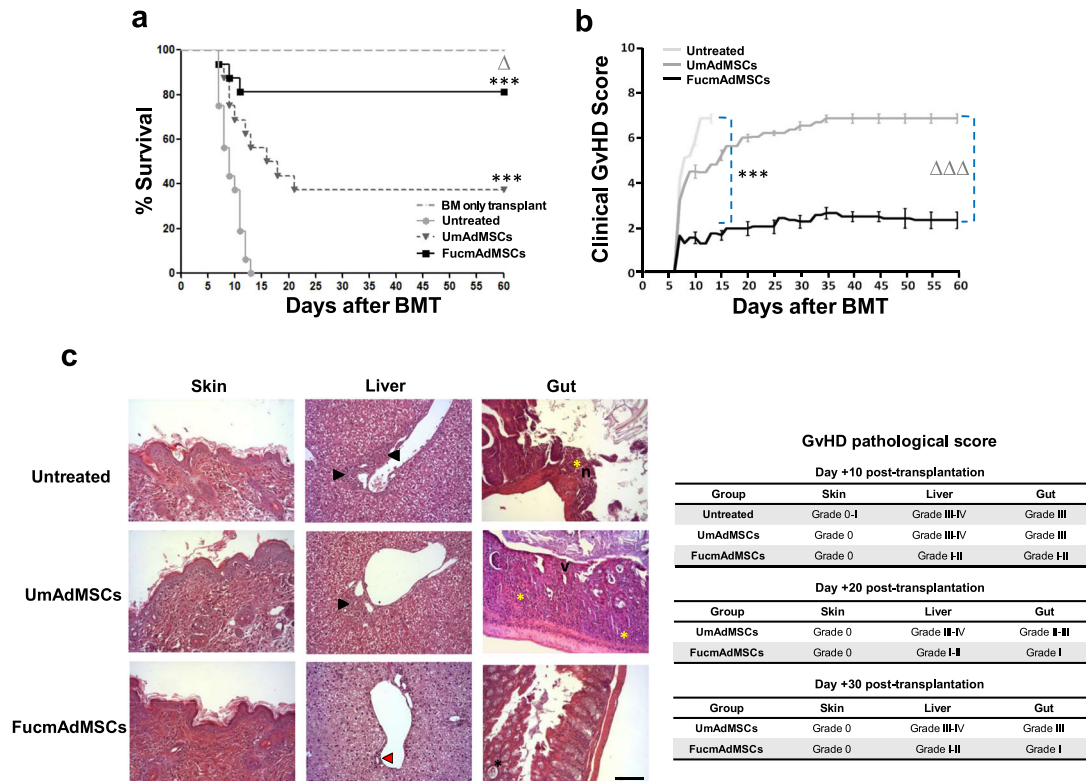 a
100
80
60
40
20
0
% Survival
Δ
***
***
BM only transplant
Untreated
UmAdMSCs
FucmAdMSCs
0 5 10 15 20 25 30 35 40 45 50 55 60
Days after BMT
b
10
8
6
4
2
0
Clinical GvHD Score
Untreated
UmAdMSCs
FucmAdMSCs
***
ΔΔΔ
0 5 10 15 20 25 30 35 40 45 50 55 60
Days after BMT
c
Skin Liver Gut
Untreated
* n
UmAdMSCs
v
* *
FucmAdMSCs
*
GvHD pathological score
Day +10 post-transplantation
Group Skin Liver Gut
Untreated Grade 0-I Grade III-IV Grade III
UmAdMSCs Grade 0 Grade III-IV Grade III
FucmAdMSCs Grade 0 Grade I-II Grade I-II
Day +20 post-transplantation
Group Skin Liver Gut
UmAdMSCs Grade 0 Grade III-IV Grade II-III
FucmAdMSCs Grade 0 Grade I-II Grade I
Day +30 post-transplantation
Group Skin Liver Gut
UmAdMSCs Grade 0 Grade III-IV Grade III
FucmAdMSCs Grade 0 Grade I-II Grade I